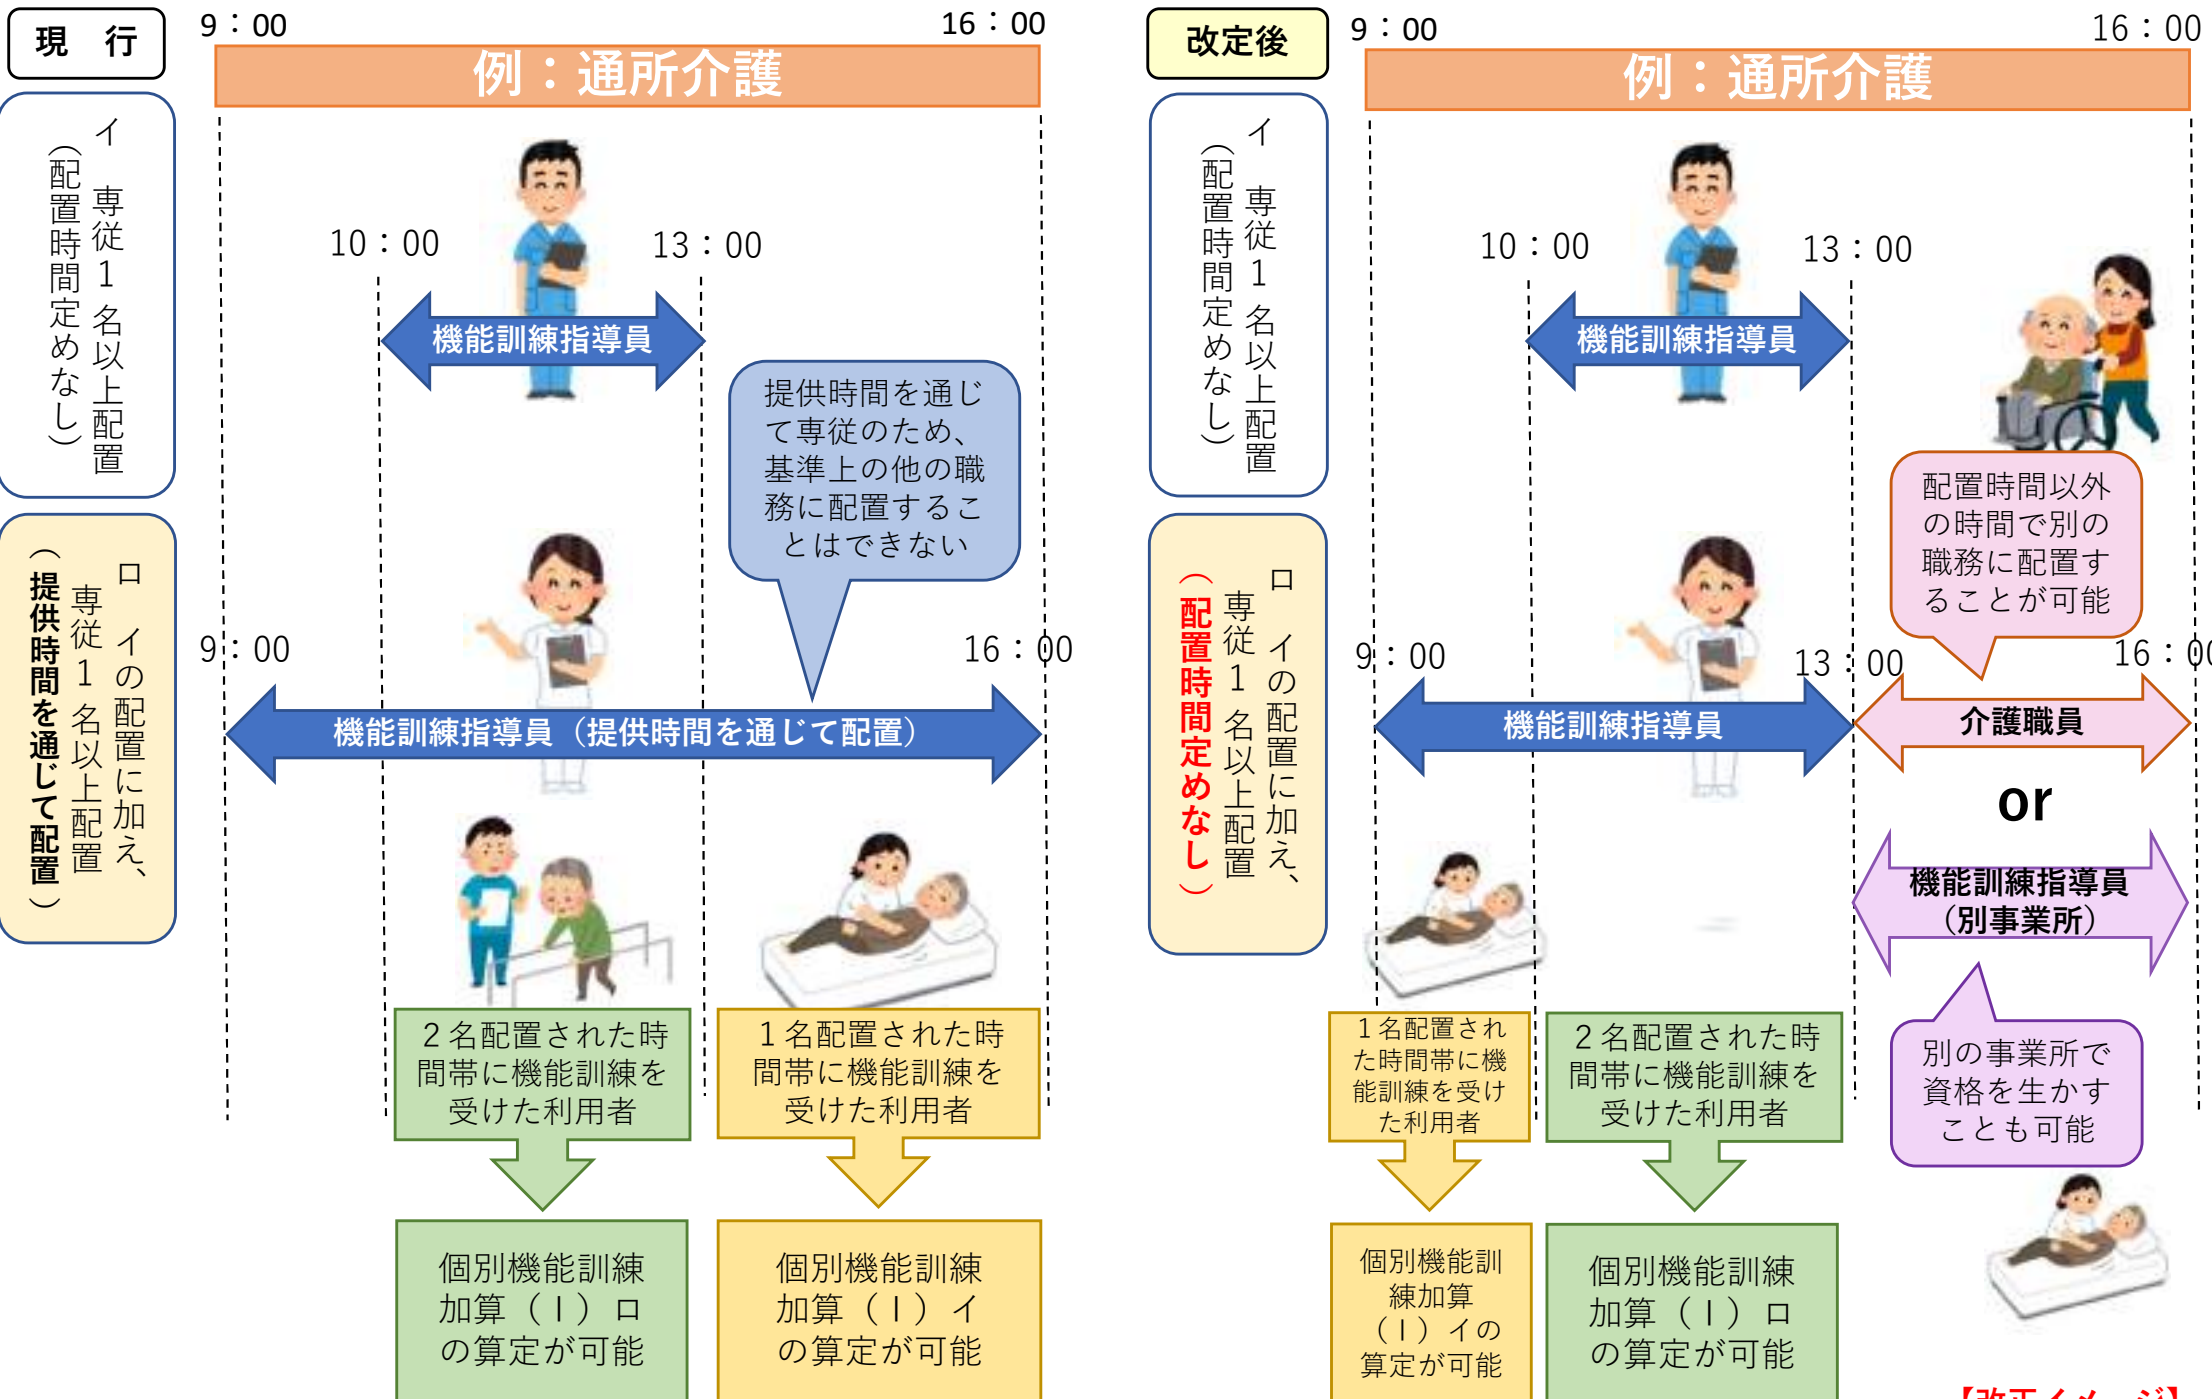 現　行
9：00
16：00
例：通所介護
イ　専従１名以上配置
（配置時間定めなし）
10：00
13：00
機能訓練指導員
提供時間を通じ
て専従のため、
基準上の他の職
務に配置するこ
とはできない
ロ　イの配置に加え、
専従１名以上配置
（提供時間を通じて配置）
9：00
16：00
機能訓練指導員（提供時間を通じて配置）
２名配置された時
間帯に機能訓練を
受けた利用者
１名配置された時
間帯に機能訓練を
受けた利用者
個別機能訓練
加算（Ⅰ）ロ
の算定が可能
個別機能訓練
加算（Ⅰ）イ
の算定が可能
改定後
9：00
16：00
例：通所介護
イ　専従１名以上配置
（配置時間定めなし）
10：00
13：00
機能訓練指導員
配置時間以外
の時間で別の
職務に配置す
ることが可能
ロ　イの配置に加え、
専従１名以上配置
（配置時間定めなし）
9：00
13：00
16：00
機能訓練指導員
介護職員
or
機能訓練指導員
（別事業所）
別の事業所で
資格を生かす
ことも可能
１名配置され
た時間帯に機
能訓練を受け
た利用者
２名配置された時
間帯に機能訓練を
受けた利用者
個別機能訓
練加算
（Ⅰ）イの
算定が可能
個別機能訓練
加算（Ⅰ）ロ
の算定が可能
【改正イメージ】